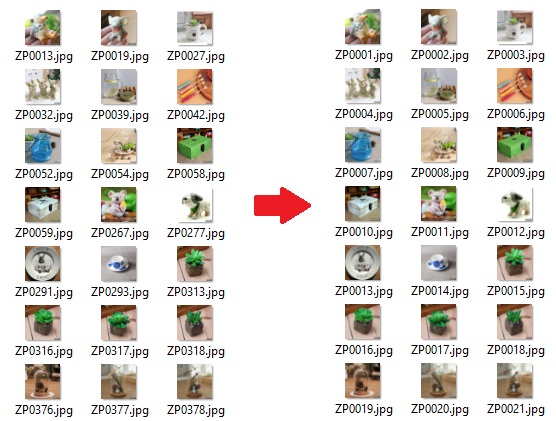 ZP0013.jpg ZP0019.jpg ZP0027.jpg ZP0001.jpg ZP0002.jpg ZP0003.jpg
ZP0032.jpg ZP0039.jpg ZP0042.jpg ZP0004.jpg ZP0005.jpg ZP0006.jpg
ZP0052.jpg ZP0054.jpg ZP0058.jpg ZP0007.jpg ZP0008.jpg ZP0009.jpg
ZP0059.jpg ZP0267.jpg ZP0277.jpg ZP0010.jpg ZP0011.jpg ZP0012.jpg
ZP0291.jpg ZP0293.jpg ZP0313.jpg ZP0013.jpg ZP0014.jpg ZP0015.jpg
ZP0316.jpg ZP0317.jpg ZP0318.jpg ZP0016.jpg ZP0017.jpg ZP0018.jpg
ZP0376.jpg ZP0377.jpg ZP0378.jpg ZP0019.jpg ZP0020.jpg ZP0021.jpg